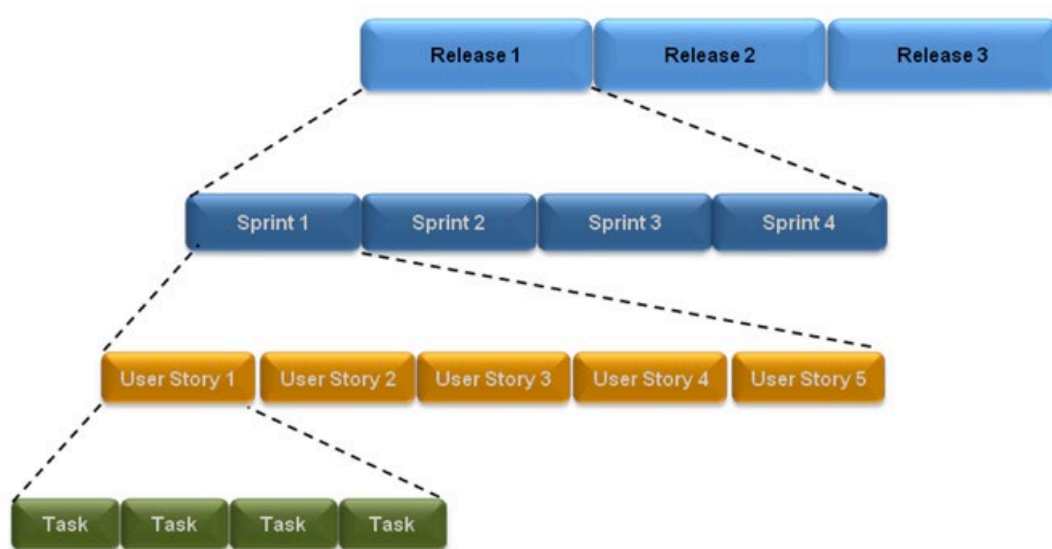 Release 1 Release 2 Release 3
Sprint 1 Sprint 2 Sprint 3 Sprint 4
User Story 1 User Story 2 User Story 3 User Story 4 User Story 5
Task Task Task Task